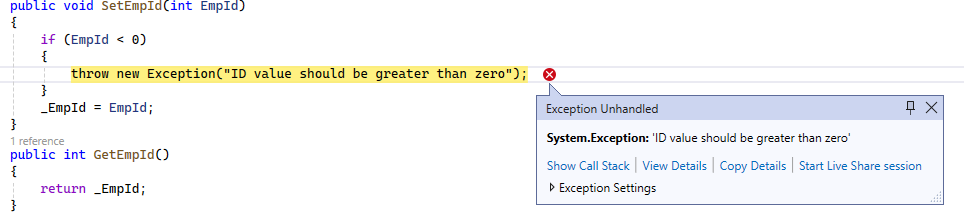 public void SetEmpId(int EmpId)
{
if (EmpId < 0)
{
throw new Exception("ID value should be greater than zero");
}
_EmpId = EmpId;
}
1 reference
public int GetEmpId()
{
return _EmpId;
}
Exception Unhandled
System.Exception: 'ID value should be greater than zero'
Show Call Stack | View Details | Copy Details | Start Live Share session
Exception Settings